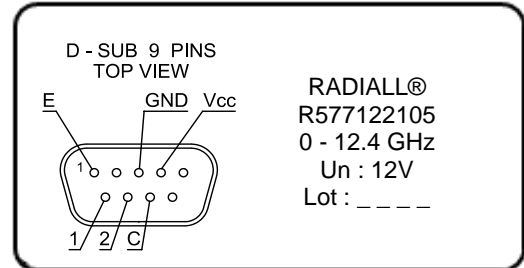 D - SUB 9 PINS
TOP VIEW
E GND Vcc
1
1 2 C
RADIALL®
R577122105
0 - 12.4 GHz
Un : 12V
Lot : _ _ _ _